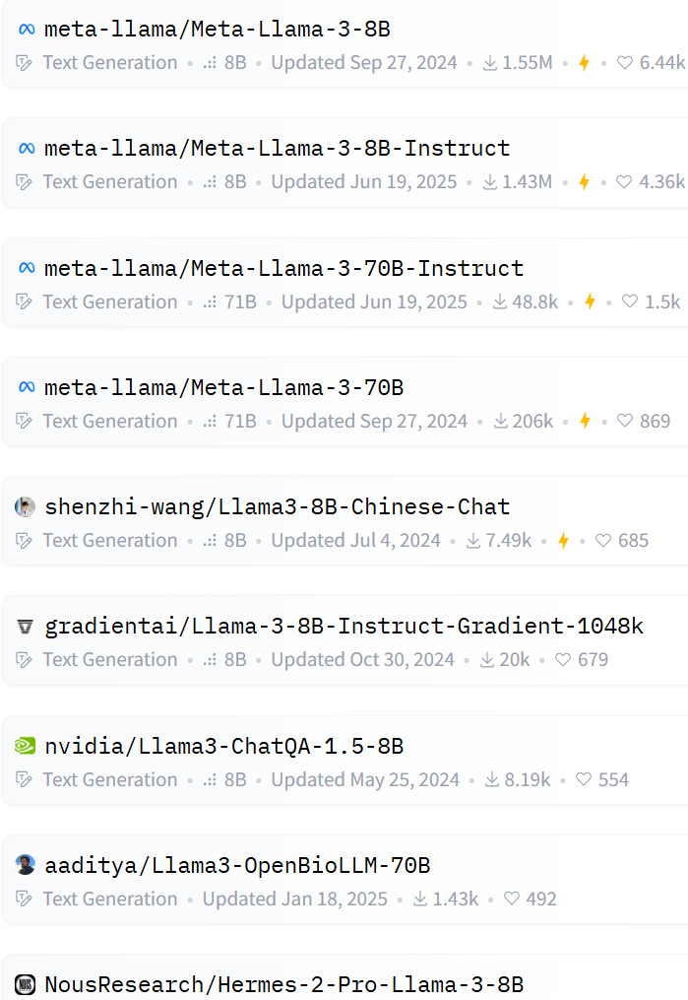 meta-llama/Meta-Llama-3-8B
Text Generation • 8B • Updated Sep 27, 2024 • 1.55M • • 6.44k
meta-llama/Meta-Llama-3-8B-Instruct
Text Generation • 8B • Updated Jun 19, 2025 • 1.43M • • 4.36k
meta-llama/Meta-Llama-3-70B-Instruct
Text Generation • 71B • Updated Jun 19, 2025 • 48.8k • • 1.5k
meta-llama/Meta-Llama-3-70B
Text Generation • 71B • Updated Sep 27, 2024 • 206k • • 869
shenzhi-wang/Llama3-8B-Chinese-Chat
Text Generation • 8B • Updated Jul 4, 2024 • 7.49k • • 685
gradientai/Llama-3-8B-Instruct-Gradient-1048k
Text Generation • 8B • Updated Oct 30, 2024 • 20k • 679
nvidia/Llama3-ChatQA-1.5-8B
Text Generation • 8B • Updated May 25, 2024 • 8.19k • 554
aaditya/Llama3-OpenBioLLM-70B
Text Generation • Updated Jan 18, 2025 • 1.43k • 492
NOUS
NousResearch/Hermes-2-Pro-Llama-3-8B